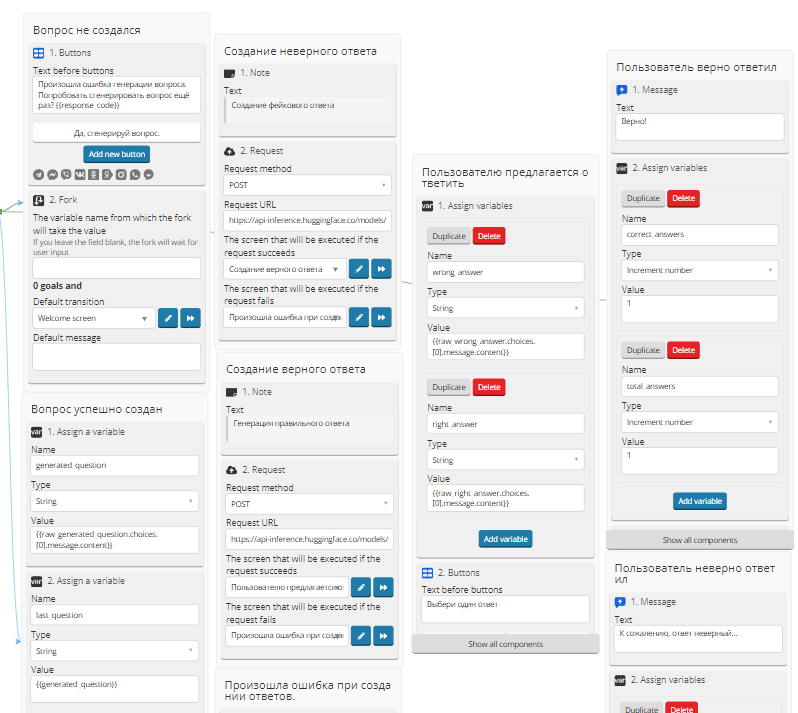 Вопрос не создался
1. Buttons
Text before buttons
Произошла ошибка генерации вопроса.
Попробовать сгенерировать вопрос ещё
раз? {{response_code}}
Да, сгенерируй вопрос.
Add new button
2. Fork
The variable name from which the fork
will take the value
If you leave the field blank, the fork will wait for
user input
0 goals and
Default transition
Welcome screen
Default message
Вопрос успешно создан
var 1. Assign a variable
Name
generated_question
Type
String
Value
{{raw_generated_question.choices.
[0].message.content}}
var 2. Assign a variable
Name
last_question
Type
String
Value
{{generated_question}}
Создание неверного ответа
1. Note
Text
Создание фейкового ответа
2. Request
Request method
POST
Request URL
https://api-inference.huggingface.co/models/
The screen that will be executed if the
request succeeds
Создание верного ответа
The screen that will be executed if the
request fails
Произошла ошибка при созда
Создание верного ответа
1. Note
Text
Генерация правильного ответа
2. Request
Request method
POST
Request URL
https://api-inference.huggingface.co/models/
The screen that will be executed if the
request succeeds
Пользователю предлагается
The screen that will be executed if the
request fails
Произошла ошибка при созда
Произошла ошибка при созда
нии ответов.
Пользователю предлагается о
тветить
var 1. Assign variables
Duplicate Delete
Name
wrong_answer
Type
String
Value
{{raw_wrong_answer.choices.
[0].message.content}}
Duplicate Delete
Name
right_answer
Type
String
Value
{{raw_right_answer.choices.
[0].message.content}}
Add variable
2. Buttons
Text before buttons
Выбери один ответ
Show all components
Пользователь верно ответил
1. Message
Text
Верно!
var 2. Assign variables
Duplicate Delete
Name
correct_answers
Type
Increment number
Value
1
Duplicate Delete
Name
total_answers
Type
Increment number
Value
1
Add variable
Show all components
Пользователь неверно ответ
ил
1. Message
Text
К сожалению, ответ неверный...
var 2. Assign variables
Duplicate Delete